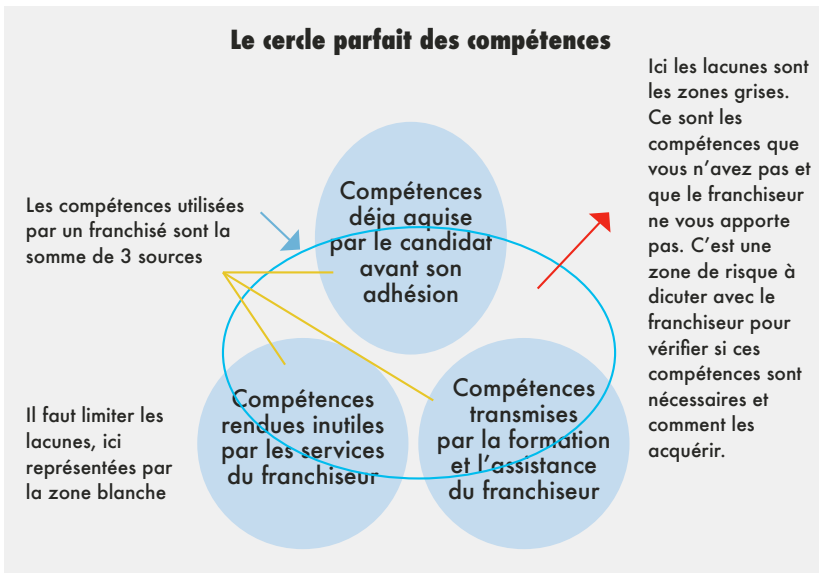 Le cercle parfait des compétences
Les compétences utilisées
par un franchisé sont la
somme de 3 sources
Il faut limiter les
lacunes, ici
représentées par
la zone blanche
Compétences
déja aquise
par le candidat
avant son
adhésion
Compétences
rendues inutiles
par les services
du franchiseur
Compétences
transmises
par la formation
et l’assistance
du franchiseur
Ici les lacunes sont
les zones grises.
Ce sont les
compétences que
vous n’avez pas et
que le franchiseur
ne vous apporte
pas. C’est une
zone de risque à
dicuter avec le
franchiseur pour
vérifier si ces
compétences sont
nécessaires et
comment les
acquérir.